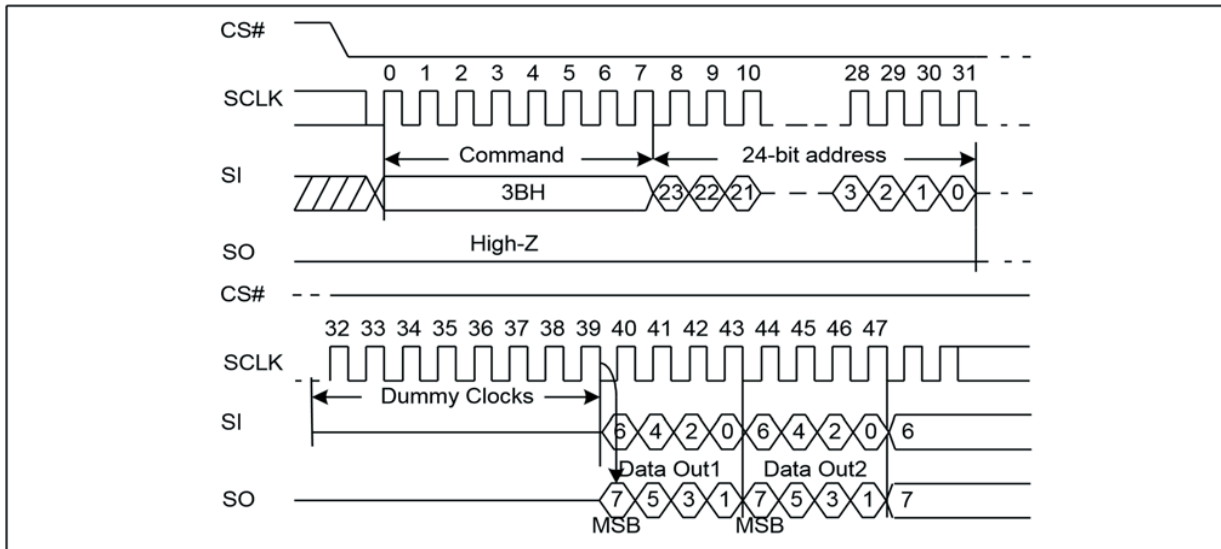 CS#
0 1 2 3 4 5 6 7 8 9 10 28 29 30 31
SCLK
Command 24-bit address
SI
3BH 23 22 21 3 2 1 0
High-Z
SO
CS#
32 33 34 35 36 37 38 39 40 41 42 43 44 45 46 47
SCLK
Dummy Clocks
SI
6 4 2 0 6 4 2 0 6
Data Out1 Data Out2
SO
7 5 3 1 7 5 3 1 7
MSB MSB